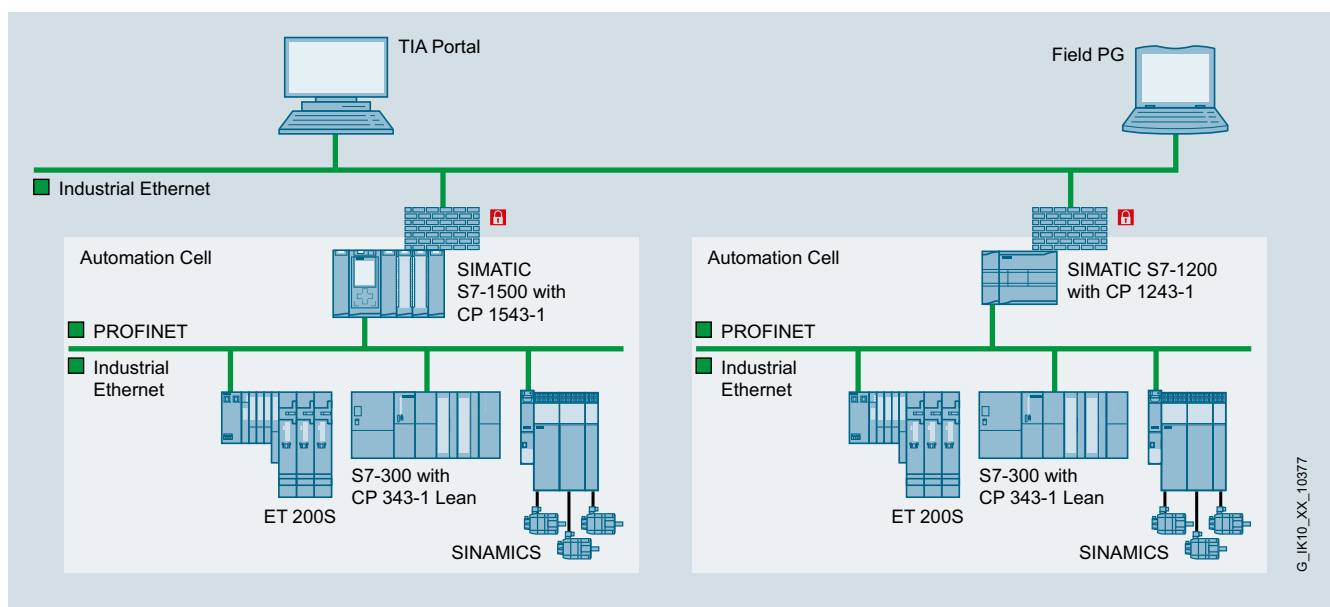 TIA Portal
Field PG
Industrial Ethernet
Automation Cell
SIMATIC
S7-1500 with
CP 1543-1
PROFINET
Industrial
Ethernet
ET 200S
S7-300 with
CP 343-1 Lean
SINAMICS
Automation Cell
SIMATIC S7-1200
with CP 1243-1
PROFINET
Industrial
Ethernet
ET 200S
S7-300 with
CP 343-1 Lean
SINAMICS
G_IK10_XX_10377